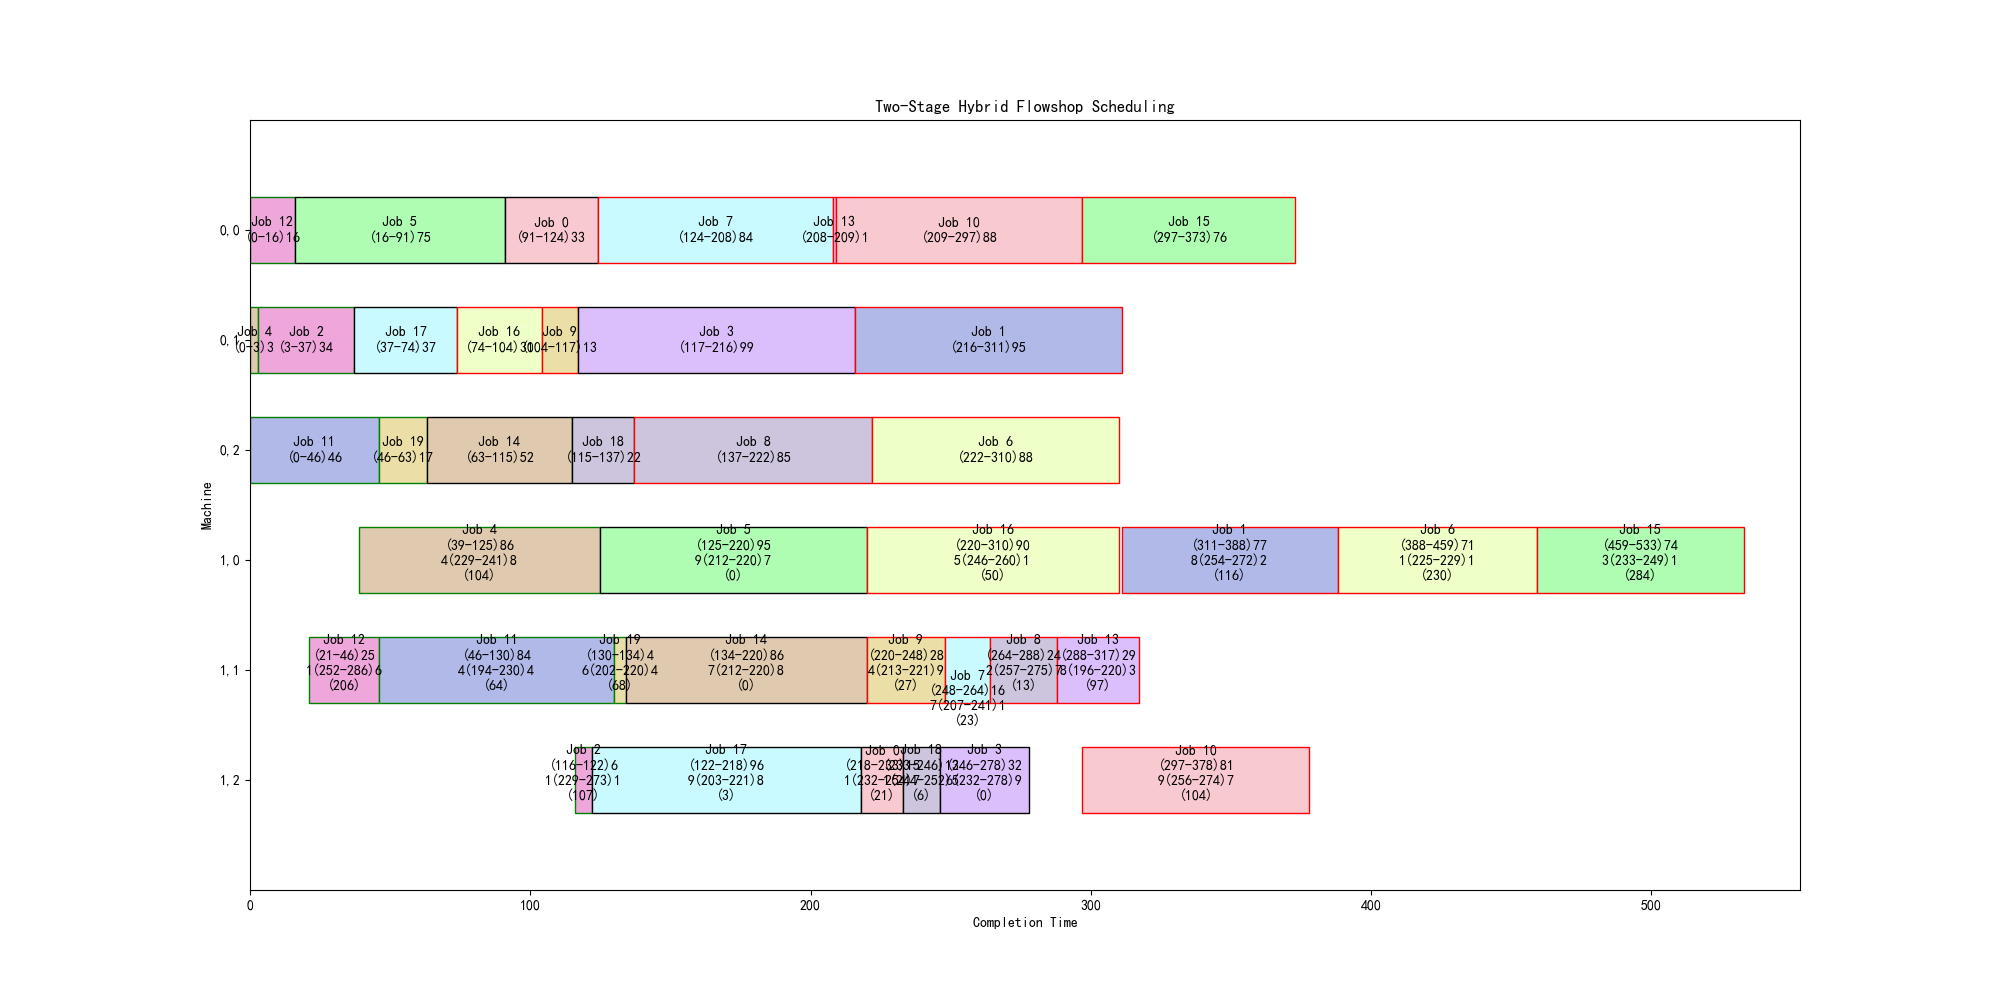 Two-Stage Hybrid Flowshop Scheduling
Machine
0,0
Job 12
(0-16)16
Job 5
(16-91)75
Job 0
(91-124)33
Job 7
(124-208)84
Job 13
(208-209)1
Job 10
(209-297)88
Job 15
(297-373)76
0,1
Job 4
(0-3)3
Job 2
(3-37)34
Job 17
(37-74)37
Job 16
(74-104)30
Job 9
(104-117)13
Job 3
(117-216)99
Job 1
(216-311)95
0,2
Job 11
(0-46)46
Job 19
(46-63)17
Job 14
(63-115)52
Job 18
(115-137)22
Job 8
(137-222)85
Job 6
(222-310)88
1,0
Job 4
(39-125)86
4(229-241)8
(104)
Job 5
(125-220)95
9(212-220)7
(0)
Job 16
(220-310)90
5(246-260)1
(50)
Job 1
(311-388)77
8(254-272)2
(116)
Job 6
(388-459)71
1(225-229)1
(230)
Job 15
(459-533)74
3(233-249)1
(284)
1,1
Job 12
(21-46)25
1(252-286)6
(206)
Job 11
(46-130)84
4(194-230)4
(64)
Job 19
(130-134)4
6(202-220)4
(68)
Job 14
(134-220)86
7(212-220)8
(0)
Job 9
(220-248)28
4(213-221)9
(27)
Job 7
(248-264)16
7(207-241)1
(23)
Job 8
(264-288)24
2(257-275)7
(13)
Job 13
(288-317)29
8(196-220)3
(97)
1,2
Job 2
(116-122)6
1(229-273)1
(107)
Job 17
(122-218)96
9(203-221)8
(3)
Job 0
(218-233)15
(21)
Job 18
(233-246)13
(6)
Job 3
(246-278)32
(232-278)9
(0)
Job 10
(297-378)81
9(256-274)7
(104)
0
100
200
300
400
500
Completion Time